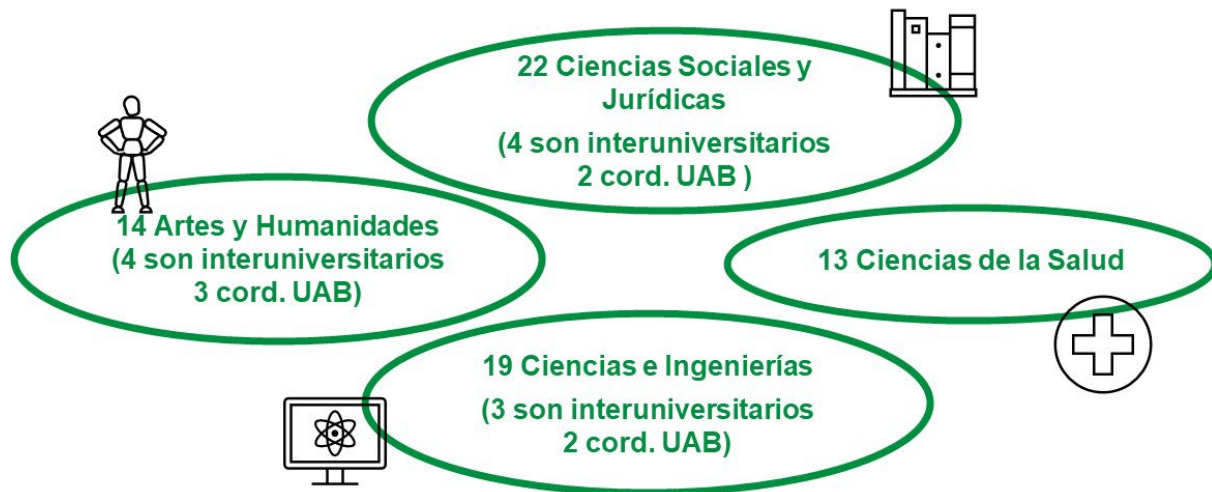 22 Ciencias Sociales y
Jurídicas
(4 son interuniversitarios
2 cord. UAB )
14 Artes y Humanidades
(4 son interuniversitarios
3 cord. UAB)
13 Ciencias de la Salud
19 Ciencias e Ingenierías
(3 son interuniversitarios
2 cord. UAB)